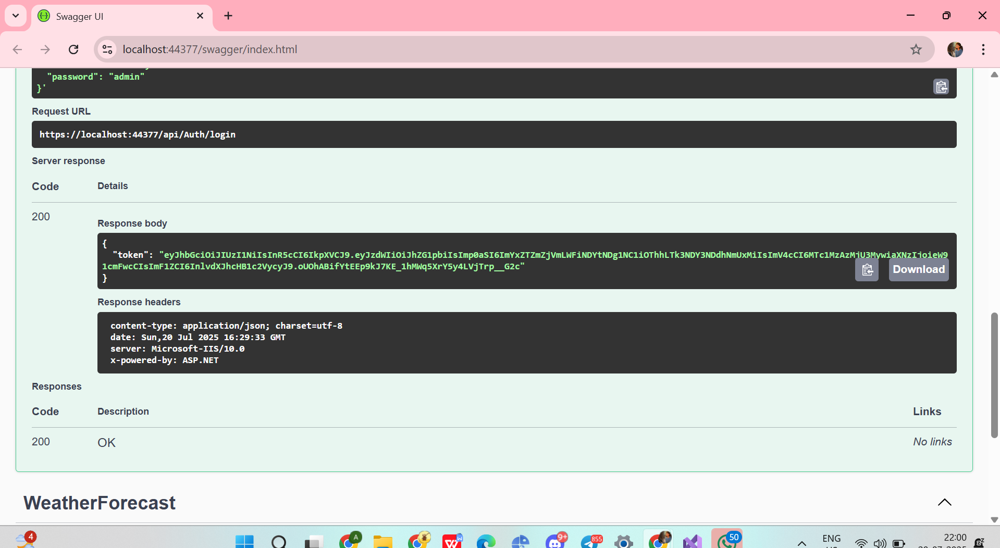 Swagger UI
localhost:44377/swagger/index.html
"password": "admin"
}'
Request URL
https://localhost:44377/api/Auth/login
Server response
Code Details
200
Response body
{
"token": "eyJhbGciOiJIUzI1NiIsInR5cCI6IkpXVCJ9.eyJzdWIiOiJhZG1pbiIsImp0aSI6ImYxZTZmZjVmLWFiNDYtNDg1NC1iOThhLTk3NDY3NDdhNmUxMiIsImV4cCI6MTc1MzAzMjU3MywiaXNzIjoieW9
1cmFwcCIsImF1ZCI6InlvdXJhcHB1c2VycyJ9.oUOhABifYtEEp9kJ7KE_1hMWq5XrY5y4LVjTrp__G2c"
}
Download
Response headers
content-type: application/json; charset=utf-8
date: Sun,20 Jul 2025 16:29:33 GMT
server: Microsoft-IIS/10.0
x-powered-by: ASP.NET
Responses
Code Description Links
200 OK No links
WeatherForecast
4
A
W
9+
855
50
ENG
22:00